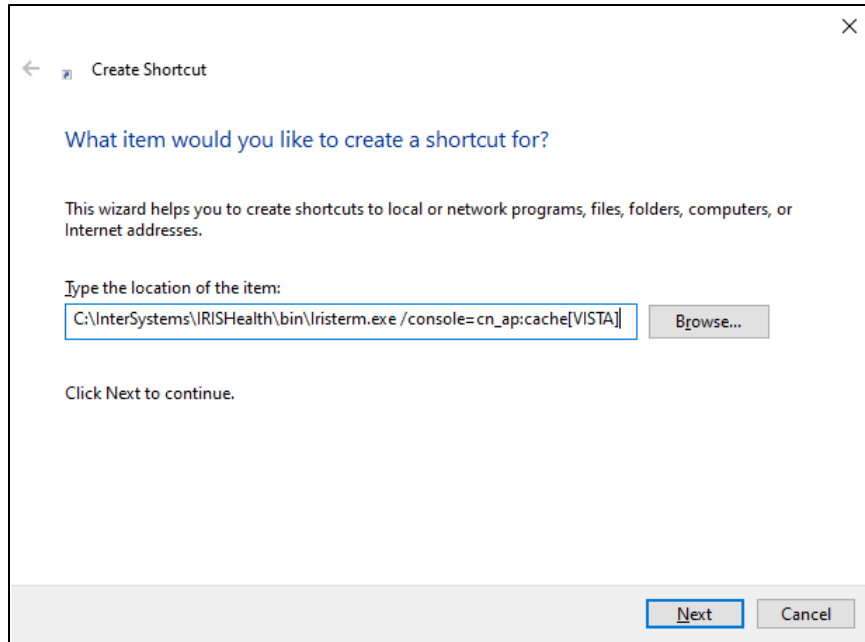 Create Shortcut
What item would you like to create a shortcut for?
This wizard helps you to create shortcuts to local or network programs, files, folders, computers, or
Internet addresses.
Type the location of the item:
C:\InterSystems\IRISHealth\bin\Iristerm.exe /console=cn_ap:cache[VISTA]
Browse...
Click Next to continue.
Next
Cancel